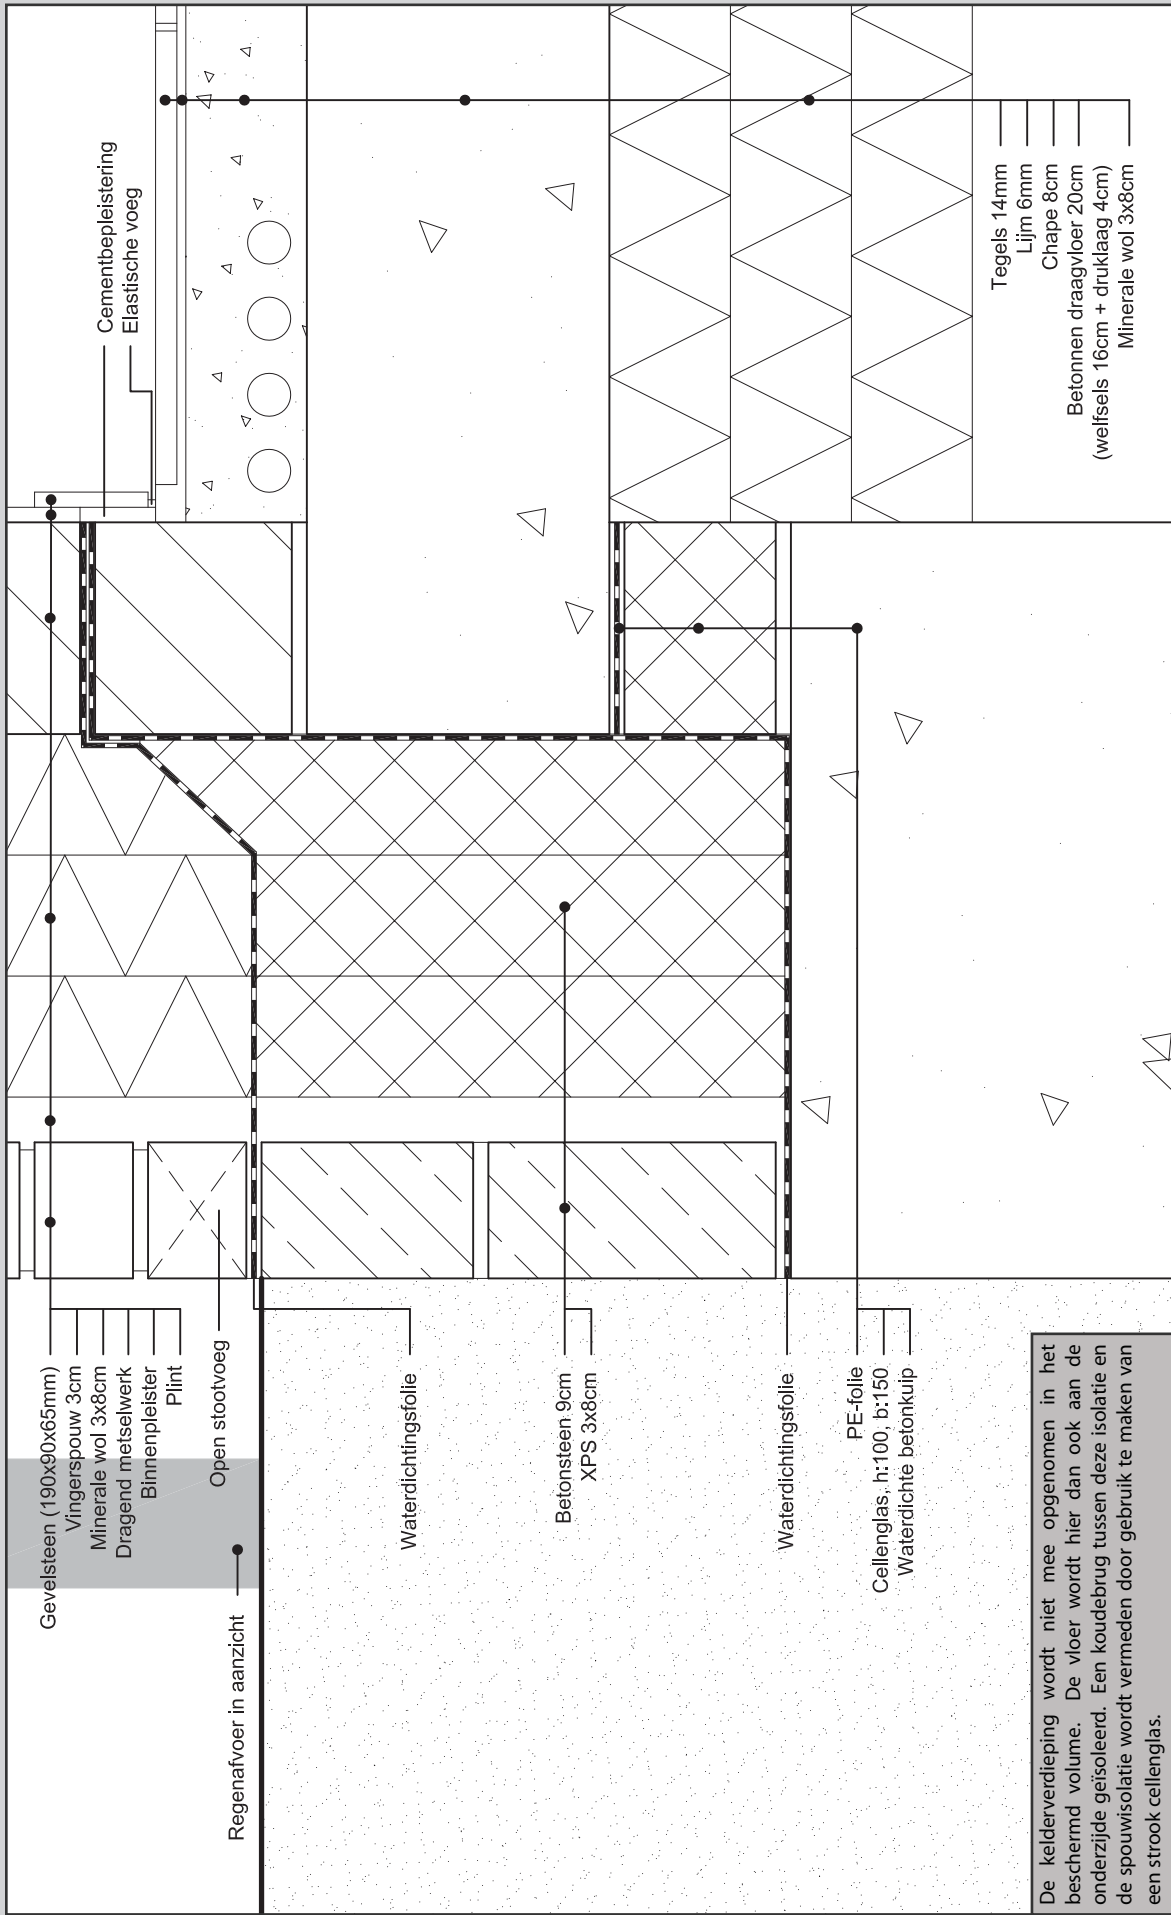 Gevelsteen (190x90x65mm)
Vingerspouw 3cm
Minerale wol 3x8cm
Dragend metselwerk
Binnenpleister
Plint
Open stootvoeg
Regenafvoer in aanzicht
Waterdichtingsfolie
Betonsteen 9cm
XPS 3x8cm
Waterdichtingsfolie
PE-folie
Cellenglas, h:100, b:150
Waterdichte betonkuip
Cementbepleistering
Elastische voeg
Tegels 14mm
Lijm 6mm
Chape 8cm
Betonnen draagvloer 20cm
(welfsels 16cm + druklaag 4cm)
Minerale wol 3x8cm
De kelderverdieping wordt niet mee opgenomen in het
beschermd volume. De vloer wordt hier dan ook aan de
onderzijde geïsoleerd. Een koudebrug tussen deze isolatie en
de spouwisolatie wordt vermeden door gebruik te maken van
een strook cellenglas.